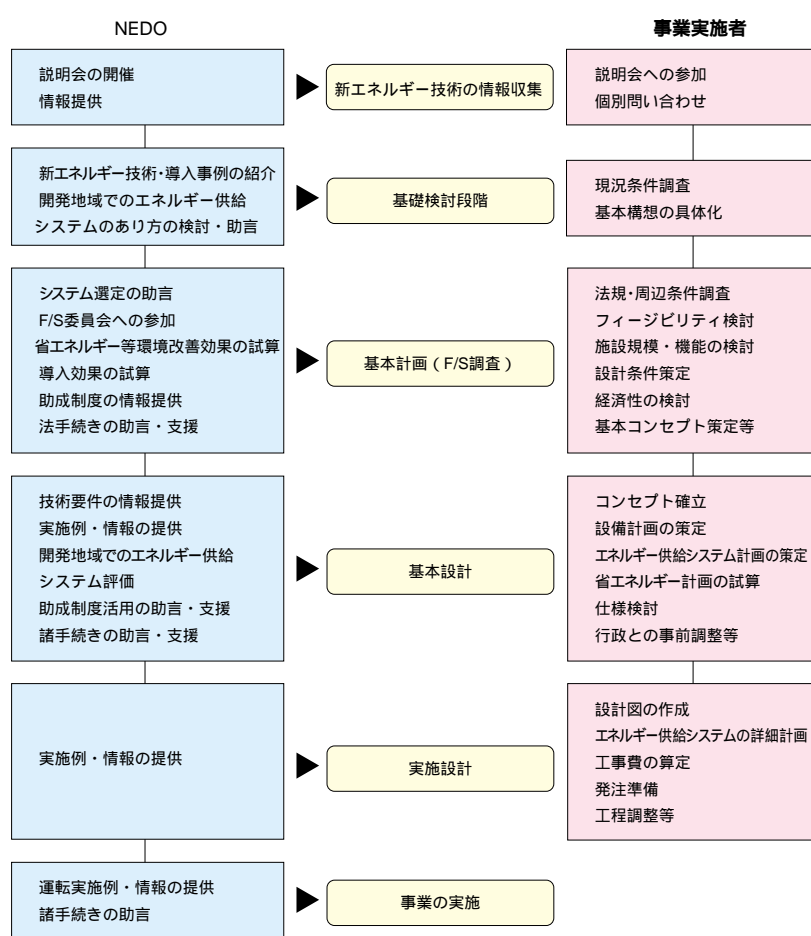 NEDO
事業実施者
説明会の開催
情報提供
新エネルギー技術の情報収集
説明会への参加
個別問い合わせ
新エネルギー技術・導入事例の紹介
開発地域でのエネルギー供給
システムのあり方の検討・助言
基礎検討段階
現況条件調査
基本構想の具体化
システム選定の助言
F/S委員会への参加
省エネルギー等環境改善効果の試算
導入効果の試算
助成制度の情報提供
法手続きの助言・支援
基本計画（F/S調査）
法規・周辺条件調査
フィージビリティ検討
施設規模・機能の検討
設計条件策定
経済性の検討
基本コンセプト策定等
技術要件の情報提供
実施例・情報の提供
開発地域でのエネルギー供給
システム評価
助成制度活用の助言・支援
諸手続きの助言・支援
基本設計
コンセプト確立
設備計画の策定
エネルギー供給システム計画の策定
省エネルギー計画の試算
仕様検討
行政との事前調整等
実施例・情報の提供
実施設計
設計図の作成
エネルギー供給システムの詳細計画
工事費の算定
発注準備
工程調整等
運転実施例・情報の提供
諸手続きの助言
事業の実施